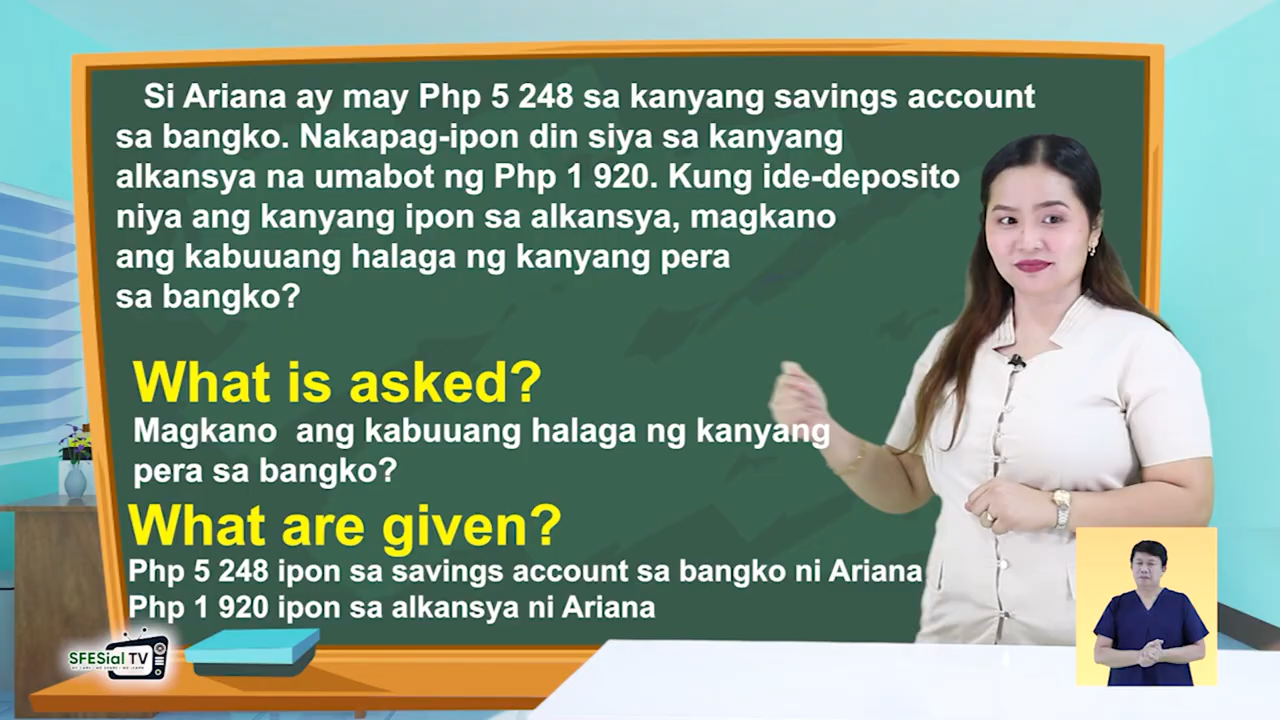 Si Ariana ay may Php 5 248 sa kanyang savings account
sa bangko. Nakapag-ipon din siya sa kanyang
alkansya na umabot ng Php 1 920. Kung ide-deposito
niya ang kanyang ipon sa alkansya, magkano
ang kabuuang halaga ng kanyang pera
sa bangko?
What is asked?
Magkano ang kabuuang halaga ng kanyang
pera sa bangko?
What are given?
Php 5 248 ipon sa savings account sa bangko ni Ariana
Php 1 920 ipon sa alkansya ni Ariana
SFESial TV